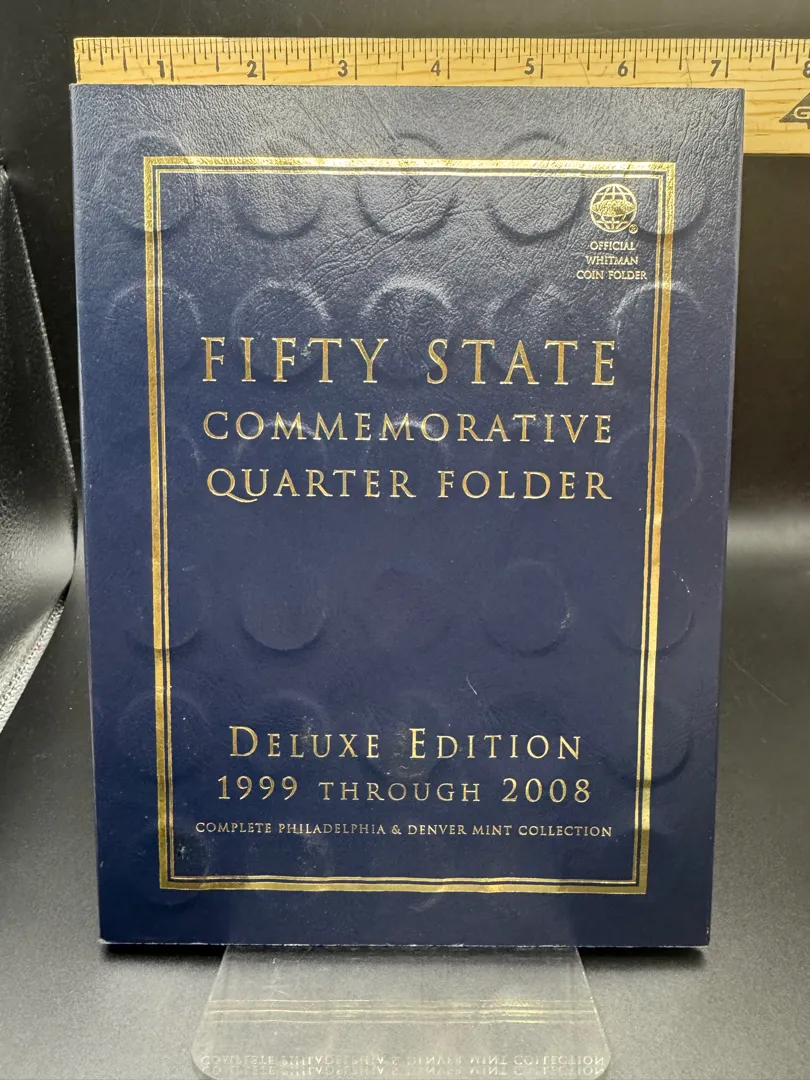 1 2 3 4 5 6 7 8
®
OFFICIAL
WHITMAN
COIN FOLDER
FIFTY STATE
COMMEMORATIVE
QUARTER FOLDER
DELUXE EDITION
1999 THROUGH 2008
COMPLETE PHILADELPHIA & DENVER MINT COLLECTION